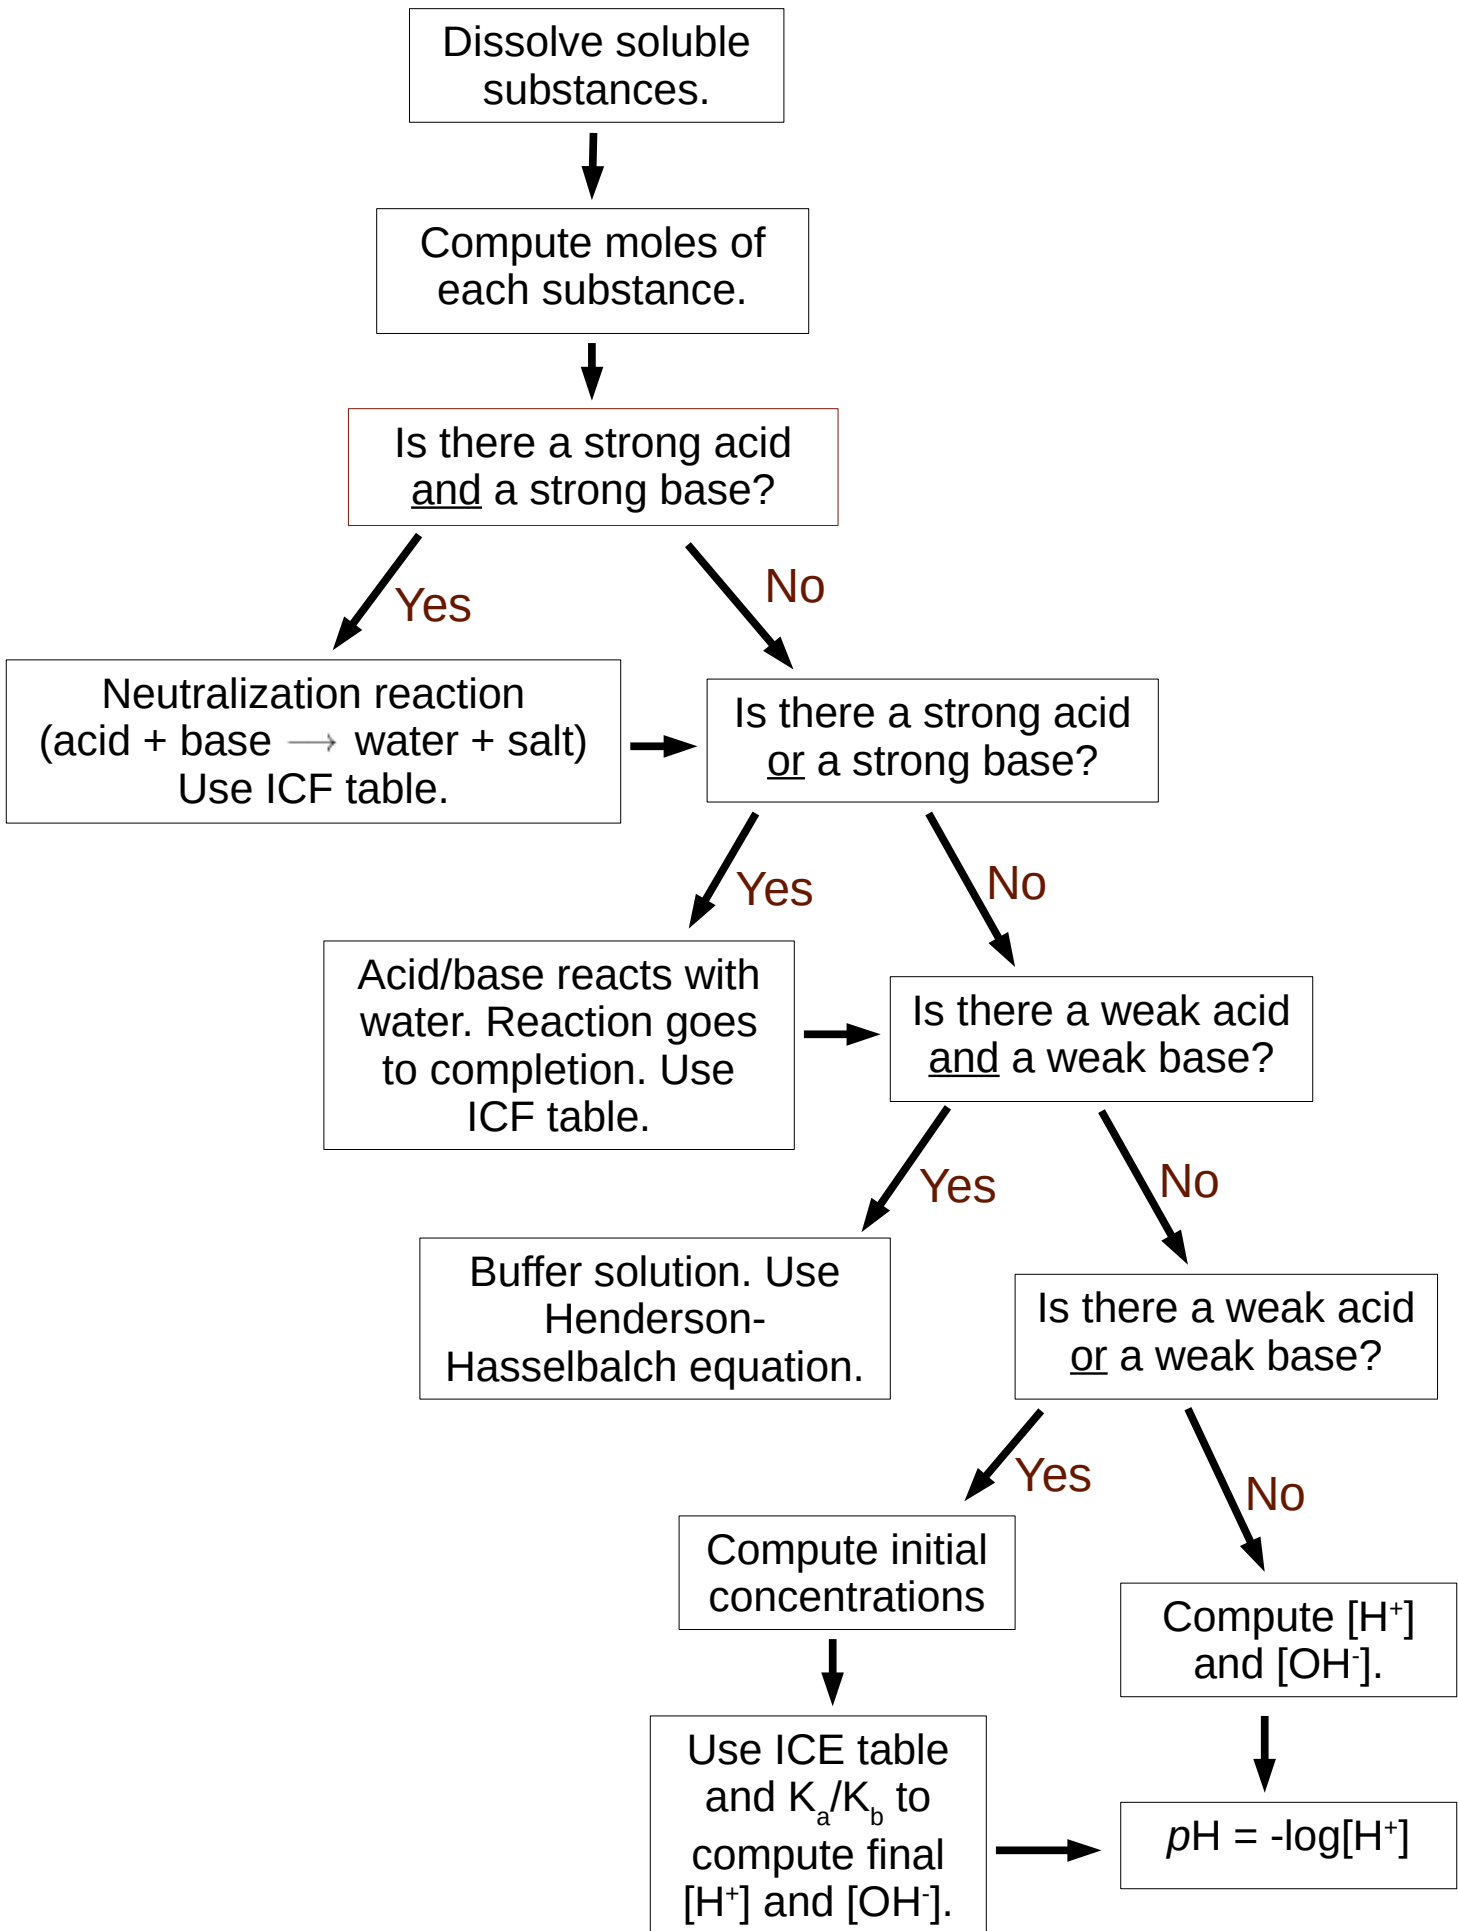 Dissolve soluble
substances.
Compute moles of
each substance.
Is there a strong acid
and a strong base?
Yes
No
Neutralization reaction
(acid + base ⟶ water + salt)
Use ICF table.
Is there a strong acid
or a strong base?
Yes
No
Acid/base reacts with
water. Reaction goes
to completion. Use
ICF table.
Is there a weak acid
and a weak base?
Yes
No
Buffer solution. Use
Henderson-
Hasselbalch equation.
Is there a weak acid
or a weak base?
Yes
No
Compute initial
concentrations
Compute [H⁺]
and [OH⁻].
Use ICE table
and Kₐ/K_b to
compute final
[H⁺] and [OH⁻].
pH = -log[H⁺]